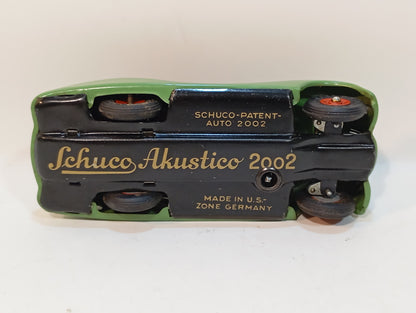 SCHUCO-PATENT-
AUTO 2002
Schuco Akustico 2002
MADE IN U.S.-
ZONE GERMANY